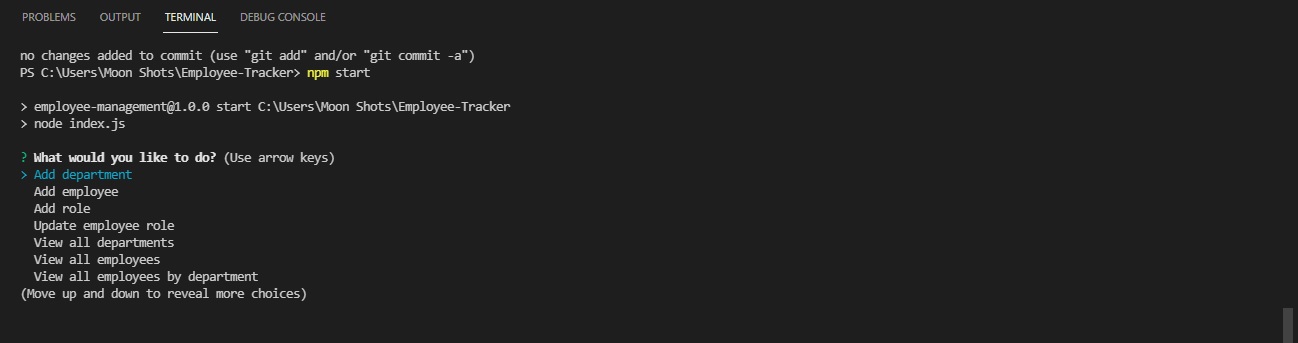 PROBLEMS OUTPUT TERMINAL DEBUG CONSOLE
no changes added to commit (use "git add" and/or "git commit -a")
PS C:\Users\Moon Shots\Employee-Tracker> npm start
> employee-management@1.0.0 start C:\Users\Moon Shots\Employee-Tracker
> node index.js
? What would you like to do? (Use arrow keys)
> Add department
Add employee
Add role
Update employee role
View all departments
View all employees
View all employees by department
(Move up and down to reveal more choices)